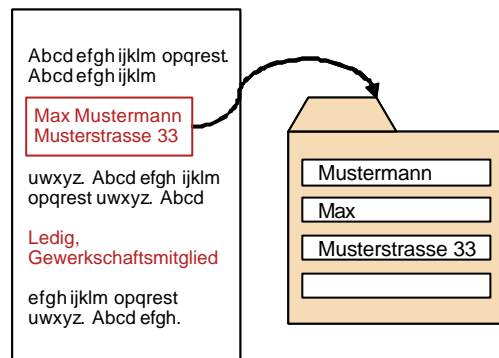 Abcd efgh ijklm opqrest.
Abcd efgh ijklm
Max Mustermann
Musterstrasse 33
uwxyz. Abcd efgh ijklm
opqrest uwxyz. Abcd
Ledig,
Gewerkschaftsmitglied
efgh ijklm opqrest
uwxyz. Abcd efgh.
Mustermann
Max
Musterstrasse 33